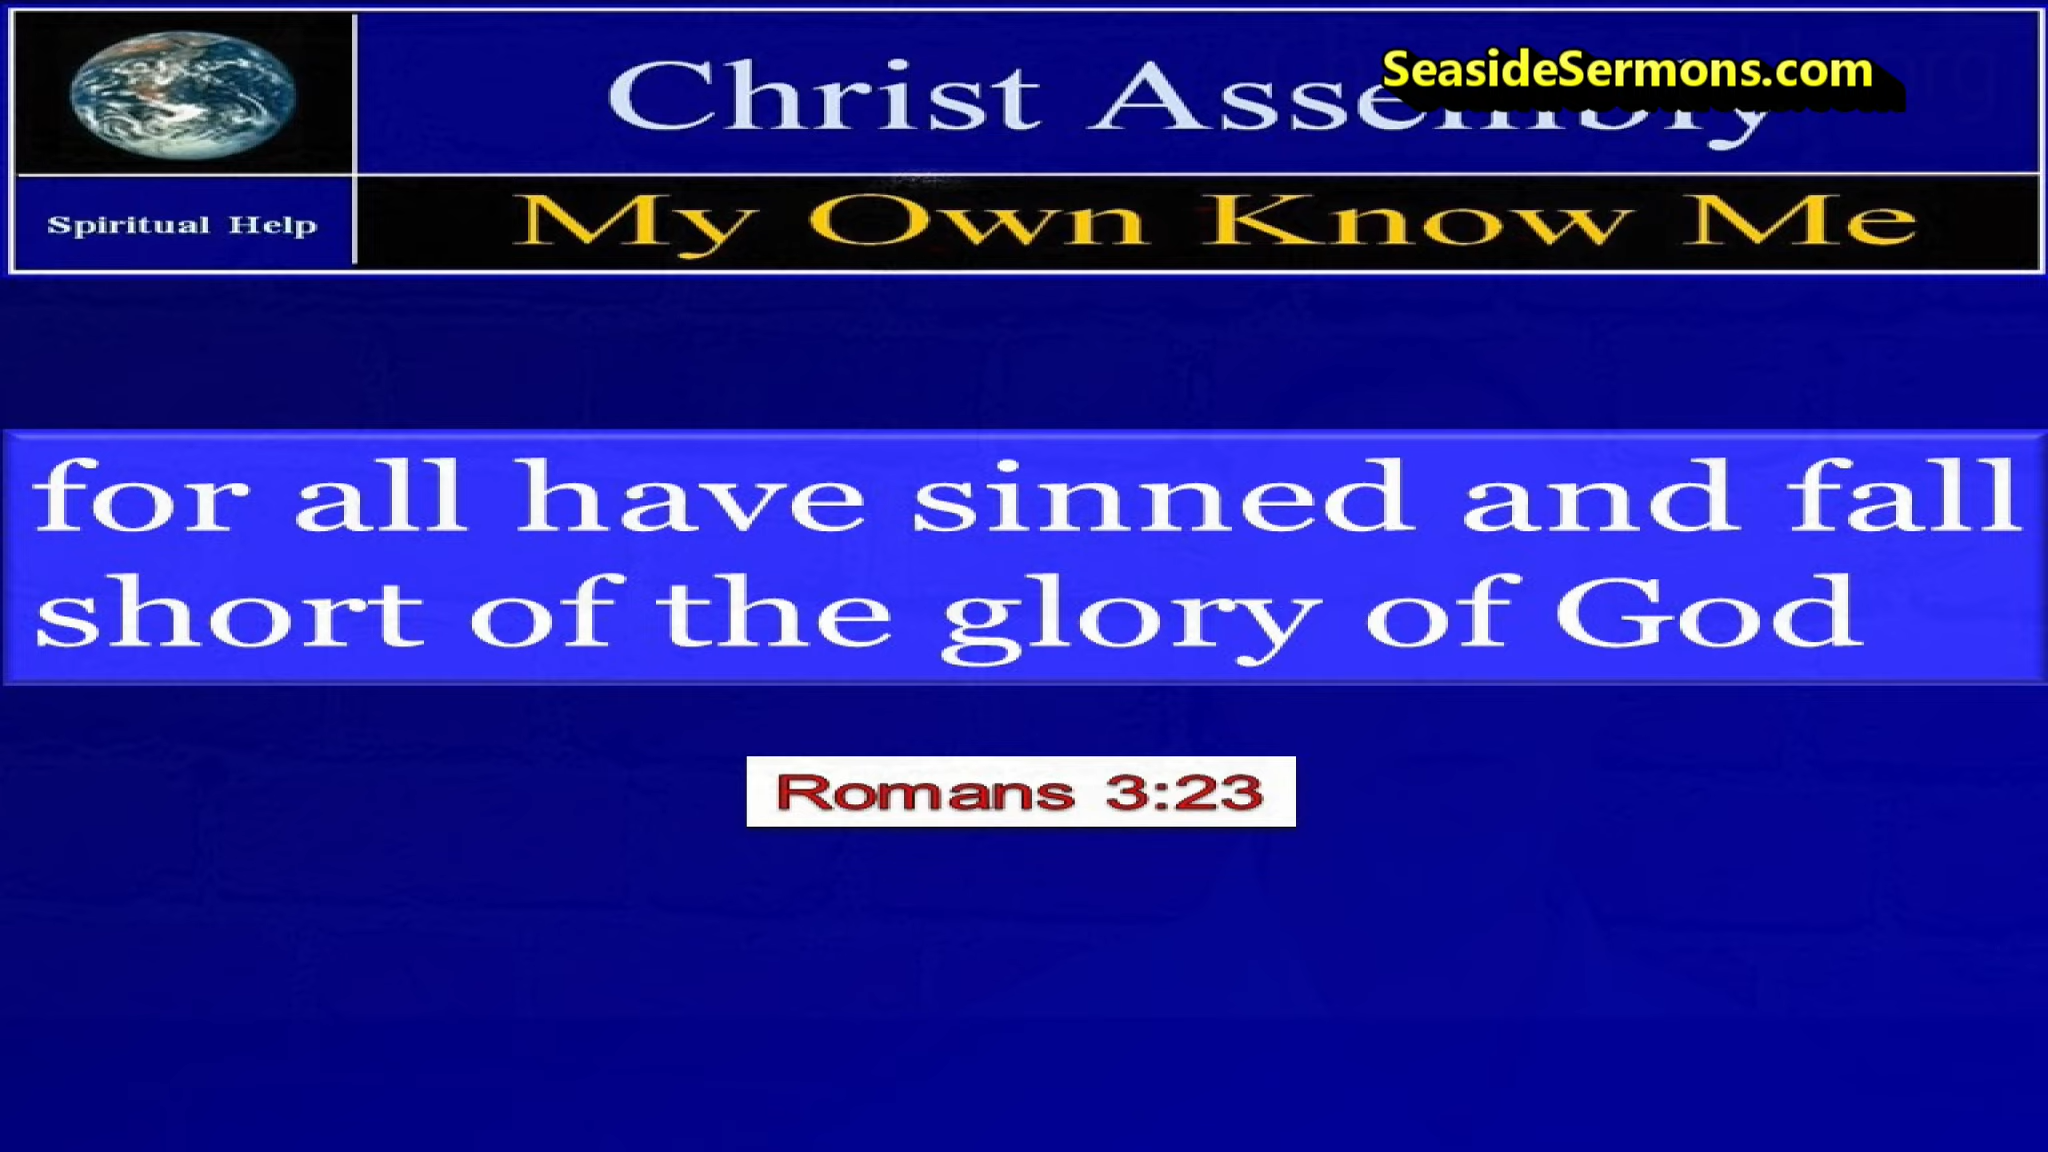 Christ Assembly
SeasideSermons.com
Spiritual Help
My Own Know Me
for all have sinned and fall
short of the glory of God
Romans 3:23